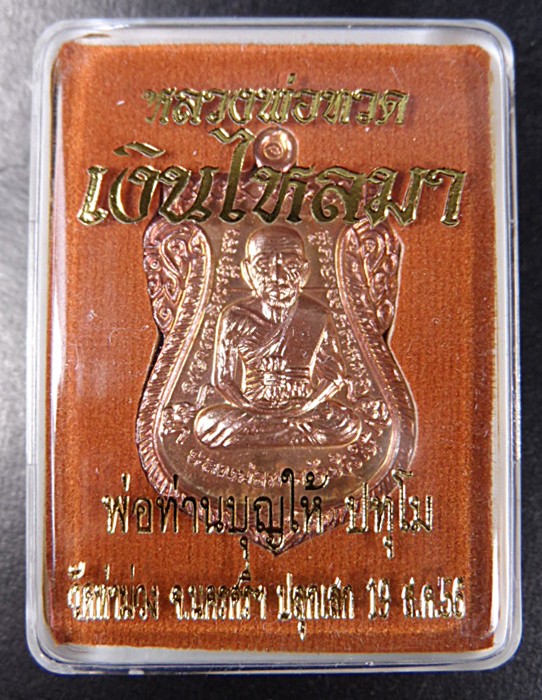 หลวงพ่อทวด
เงินไหลมา
พ่อท่านบุญให้ ปทุโม
วัดท่าม่วง จ.นครศรีฯ ปลุกเสก 19 ส.ค.56